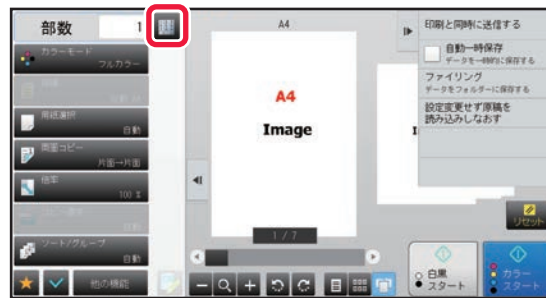 部数
1
カラーモード
フルカラー
用紙選択
自動
両面コピー
片面→片面
倍率
100 %
ソート/グループ
自動
他の機能
A4
A4
Image
1 / 7
印刷と同時に送信する
自動一時保存
データを一時的に保存する
ファイリング
データをフォルダーに保存する
設定変更せず原稿を
読み込みしなおす
リセット
白黒
スタート
カラー
スタート